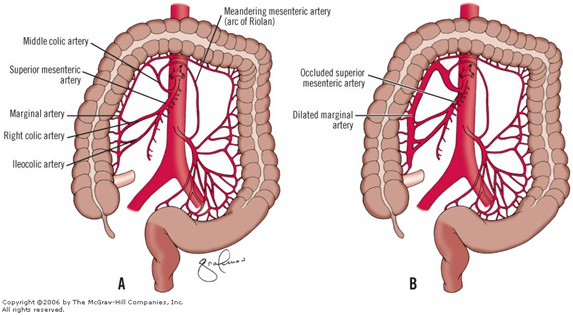 Meandering mesenteric artery
(arc of Riolan)
Middle colic artery
Superior mesenteric
artery
Marginal artery
Right colic artery
Ileocolic artery
A
Occluded superior
mesenteric artery
Dilated marginal
artery
B
Copyright ©2006 by The McGraw-Hill Companies, Inc.
All rights reserved.